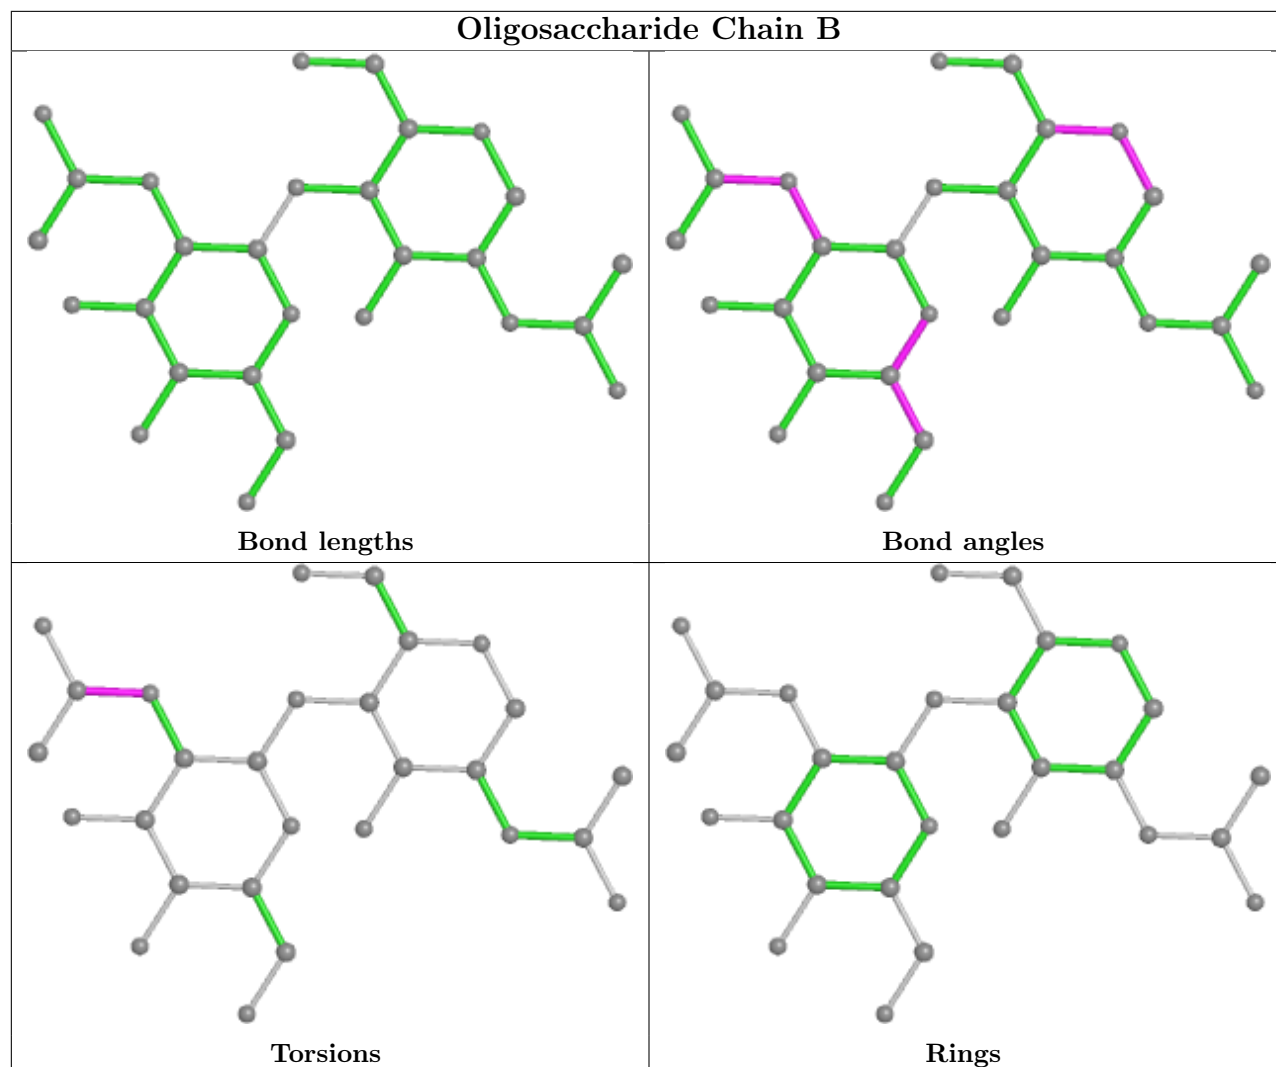 Oligosaccharide Chain B
Bond lengths
Bond angles
Torsions
Rings